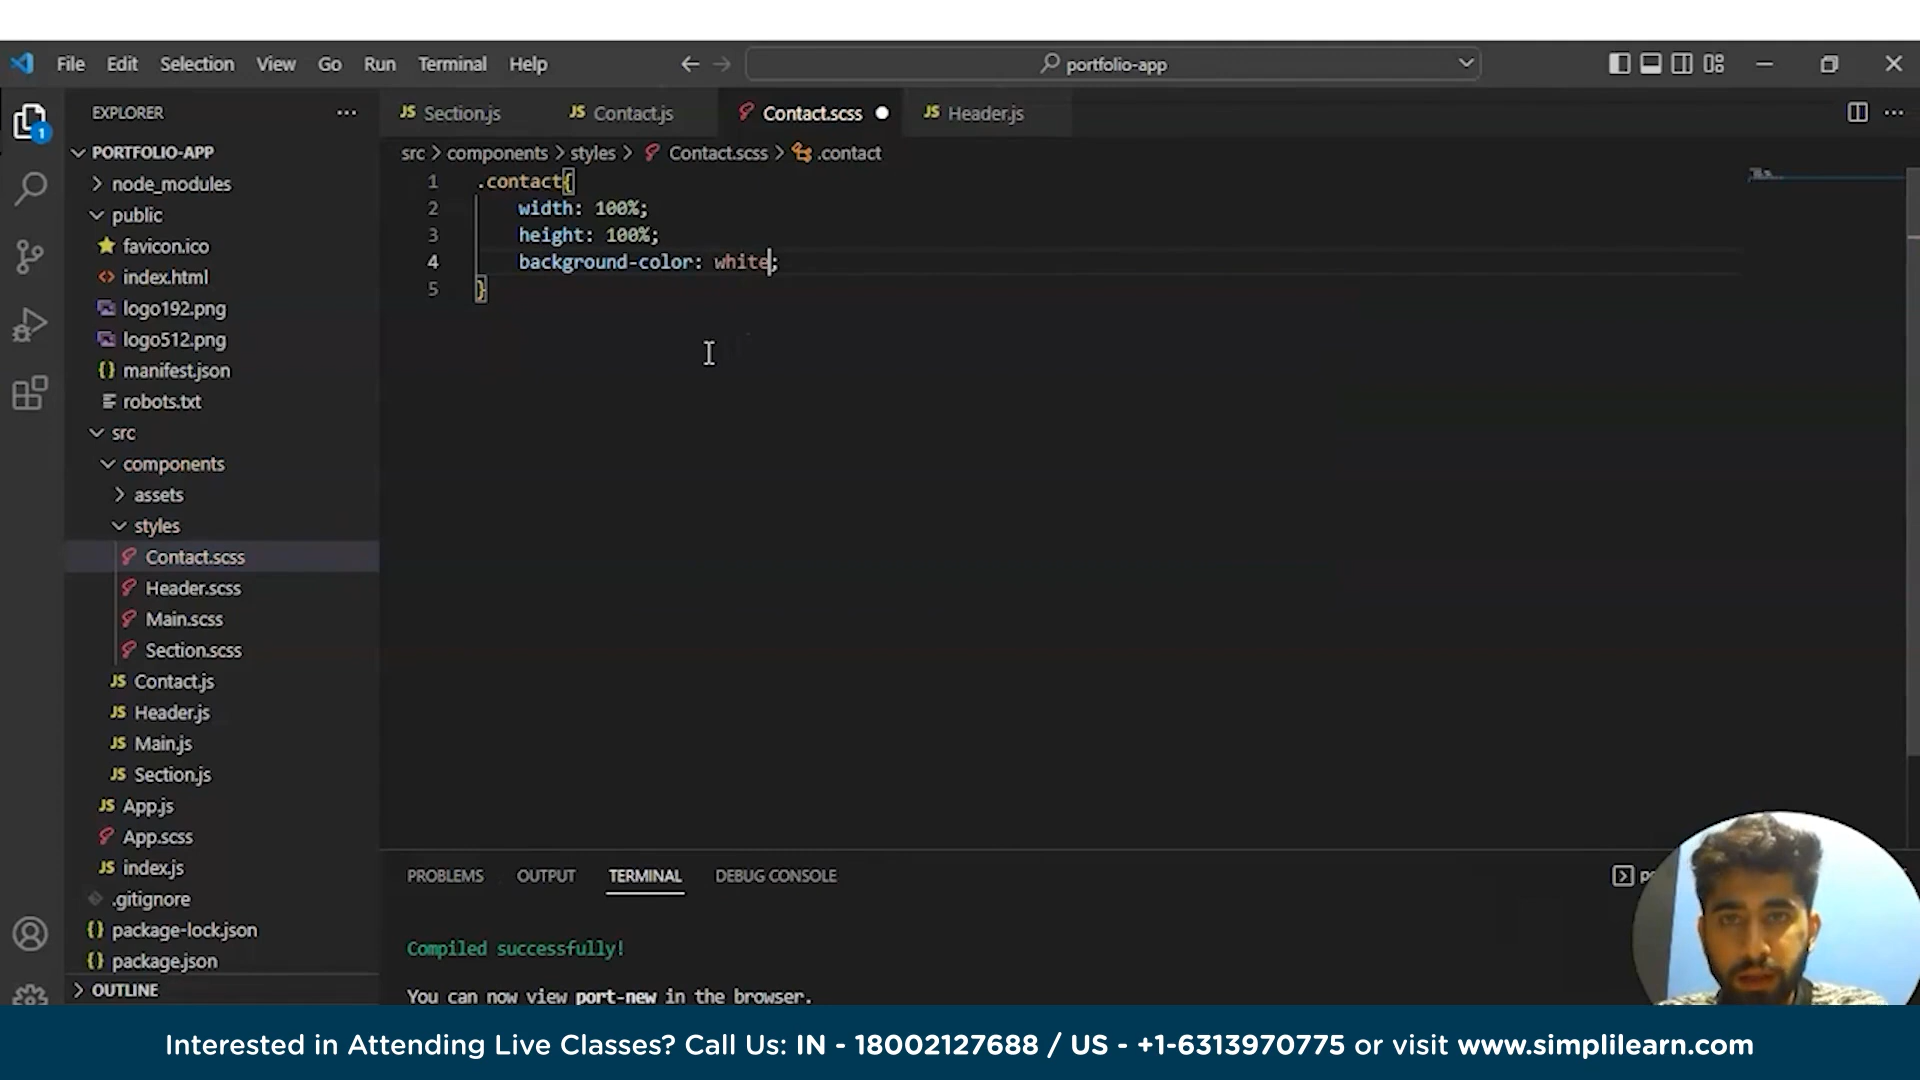 File Edit Selection View Go Run Terminal Help
portfolio-app
EXPLORER
Section.js Contact.js Contact.scss Header.js
PORTFOLIO-APP
src > components > styles > Contact.scss > .contact
node_modules
public
favicon.ico
index.html
logo192.png
logo512.png
manifest.json
robots.txt
src
components
assets
styles
Contact.scss
Header.scss
Main.scss
Section.scss
Contact.js
Header.js
Main.js
Section.js
App.js
App.scss
index.js
.gitignore
package-lock.json
package.json
OUTLINE
1 .contact{
2 width: 100%;
3 height: 100%;
4 background-color: white;
5 }
PROBLEMS OUTPUT TERMINAL DEBUG CONSOLE
Compiled successfully!
You can now view port-new in the browser.
Interested in Attending Live Classes? Call Us: IN - 18002127688 / US - +1-6313970775 or visit www.simplilearn.com